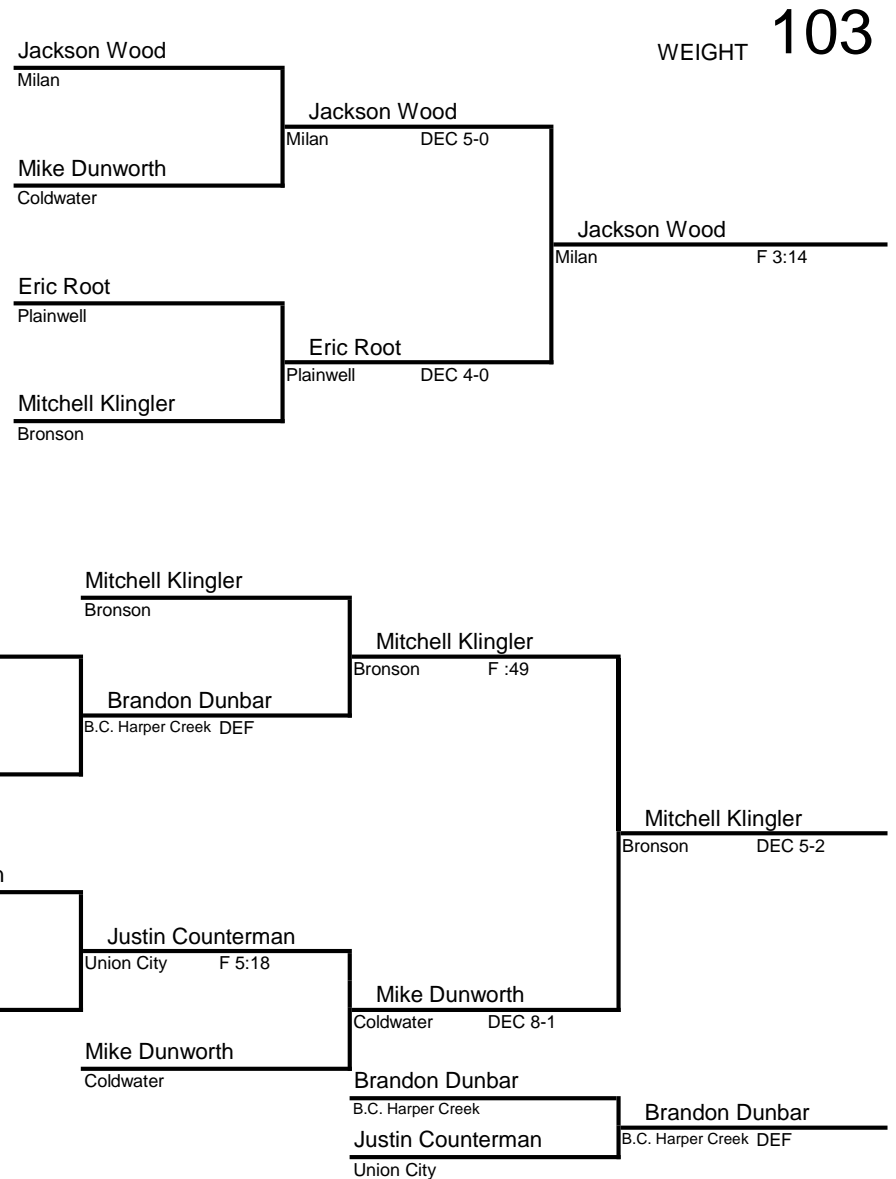 WEIGHT 103
Jackson Wood
Milan
Jackson Wood
Milan DEC 5-0
Mike Dunworth
Coldwater
Jackson Wood
Milan F 3:14
Eric Root
Plainwell
Eric Root
Plainwell DEC 4-0
Mitchell Klingler
Bronson
Mitchell Klingler
Bronson
Mitchell Klingler
Bronson F :49
Brandon Dunbar
B.C. Harper Creek DEF
Mitchell Klingler
Bronson DEC 5-2
Justin Counterman
Union City F 5:18
Mike Dunworth
Coldwater DEC 8-1
Mike Dunworth
Coldwater
Brandon Dunbar
B.C. Harper Creek
Brandon Dunbar
B.C. Harper Creek DEF
Justin Counterman
Union City